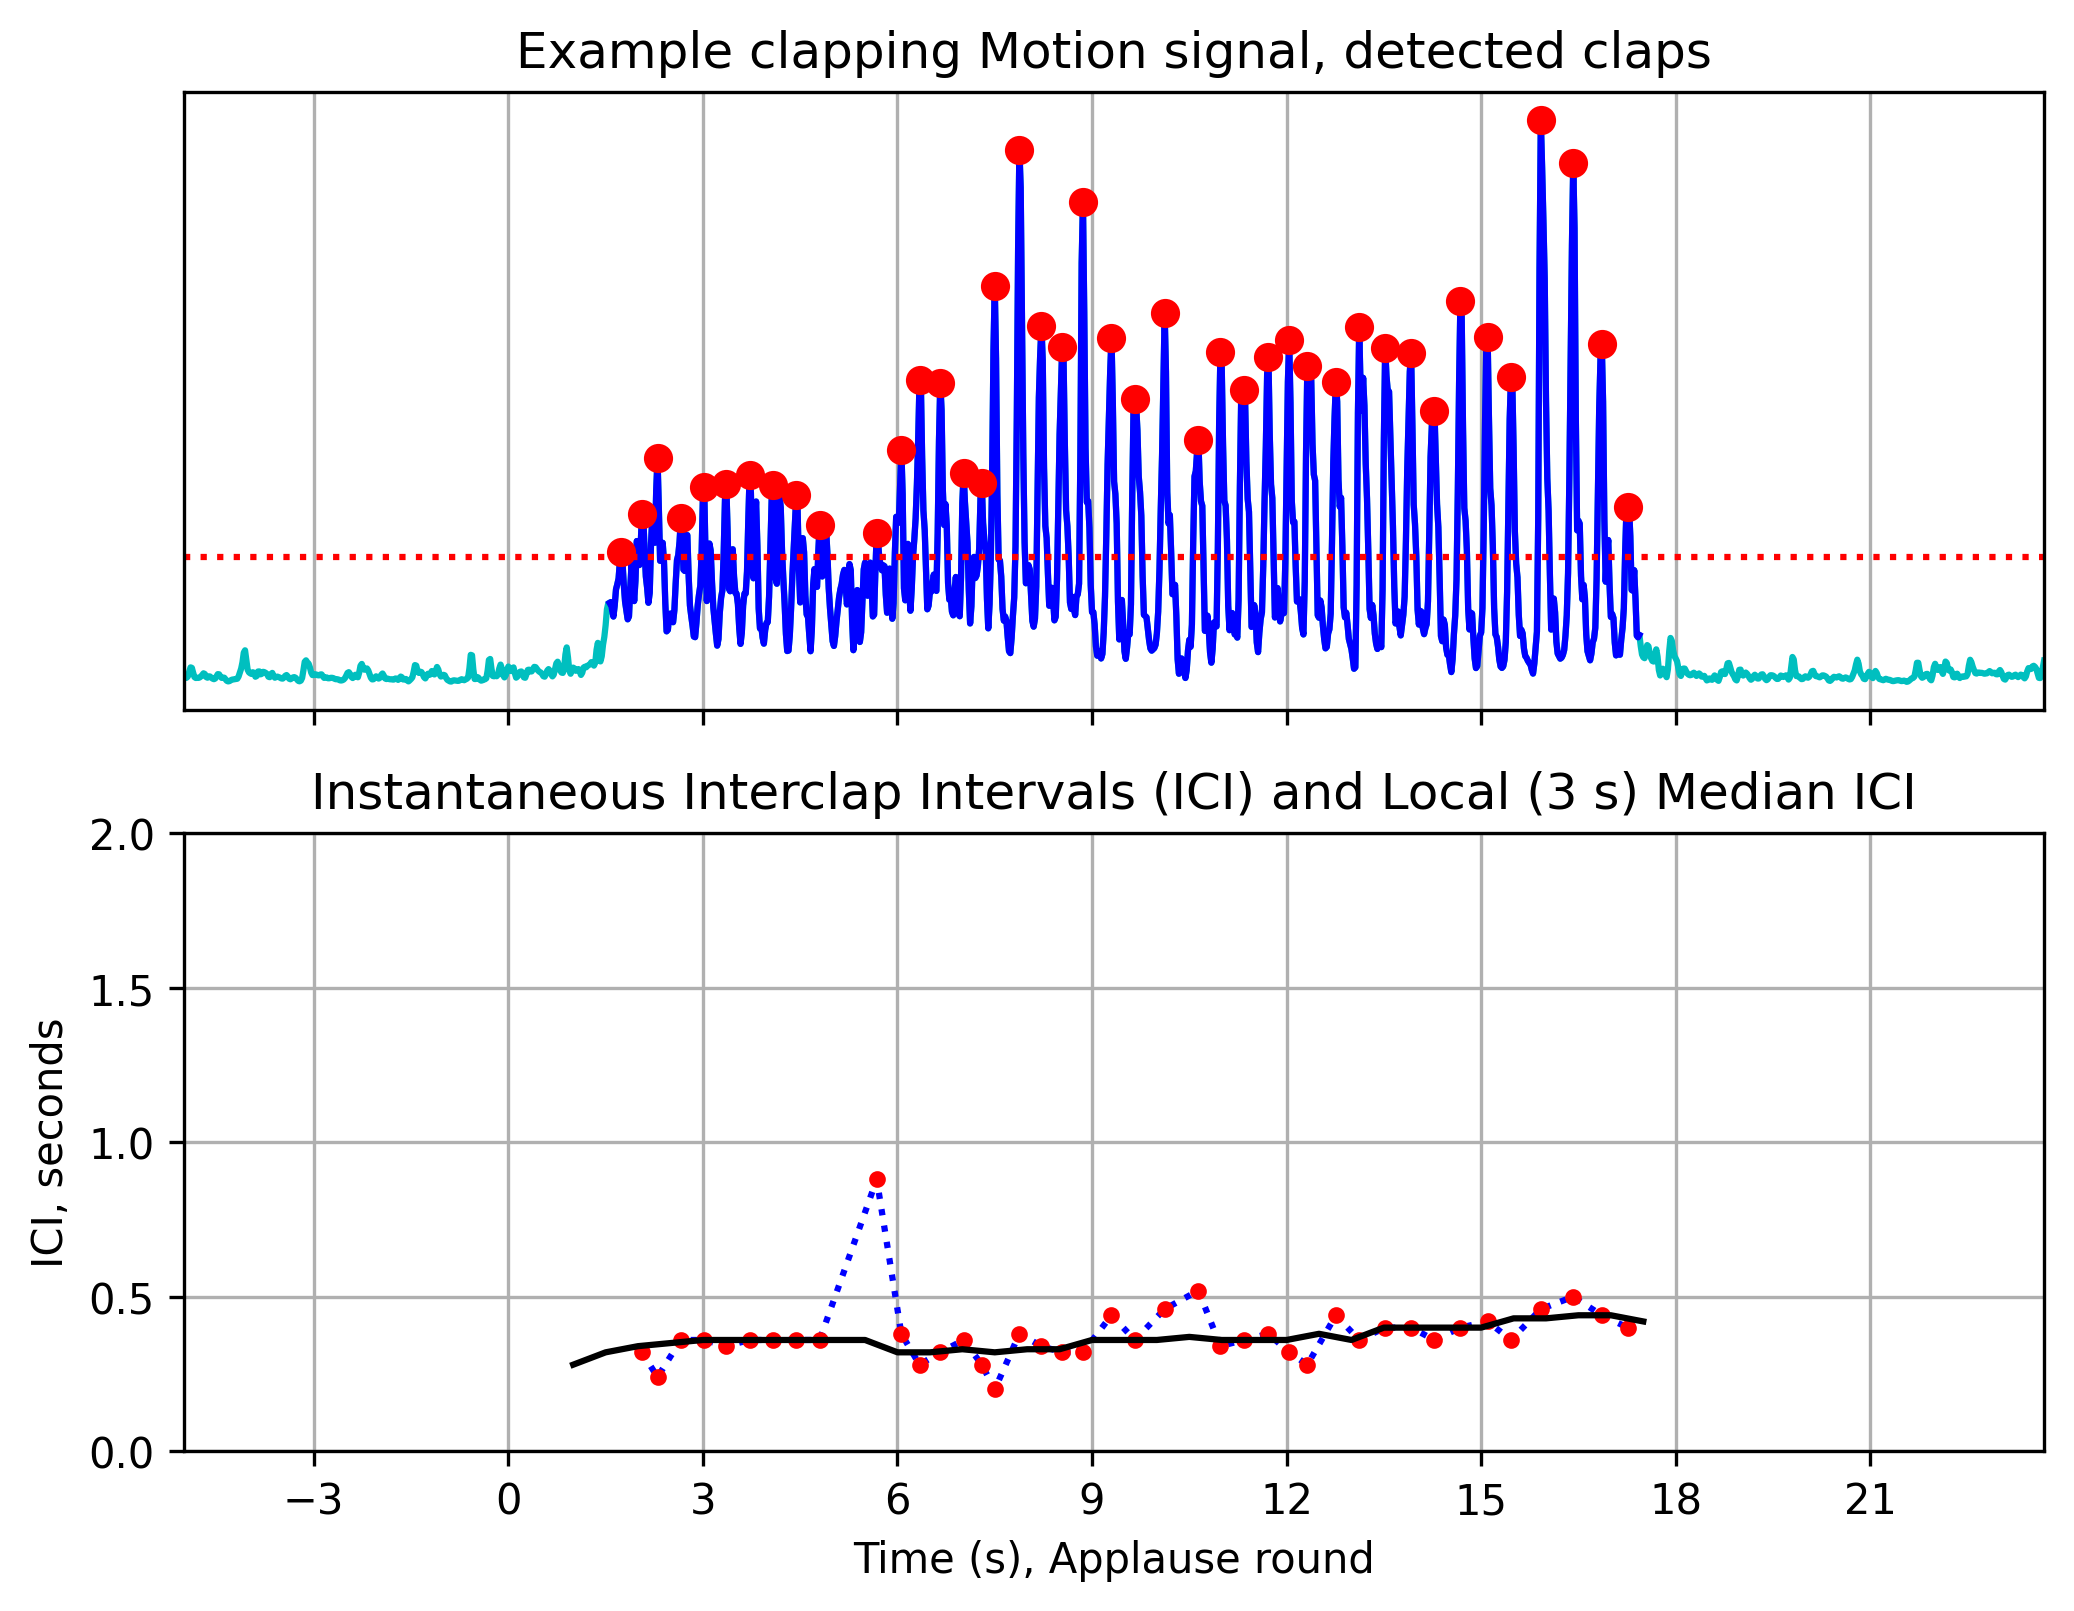 Example clapping Motion signal, detected claps
Instantaneous Interclap Intervals (ICI) and Local (3 s) Median ICI
2.0
1.5
1.0
0.5
0.0
ICI, seconds
−3 0 3 6 9 12 15 18 21
Time (s), Applause round